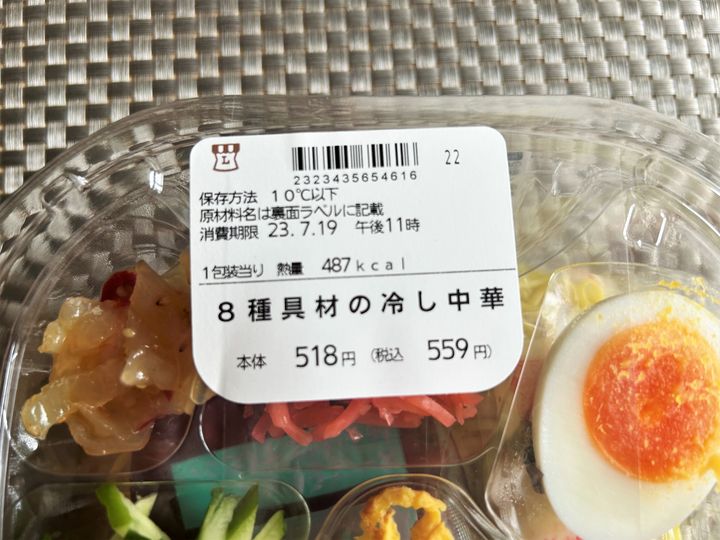 L
22
2323435654616
保存方法 10℃以下
原材料名は裏面ラベルに記載
消費期限 23.7.19 午後11時
1包装当り 熱量 487kcal
8種具材の冷し中華
本体 518円 (税込 559円)